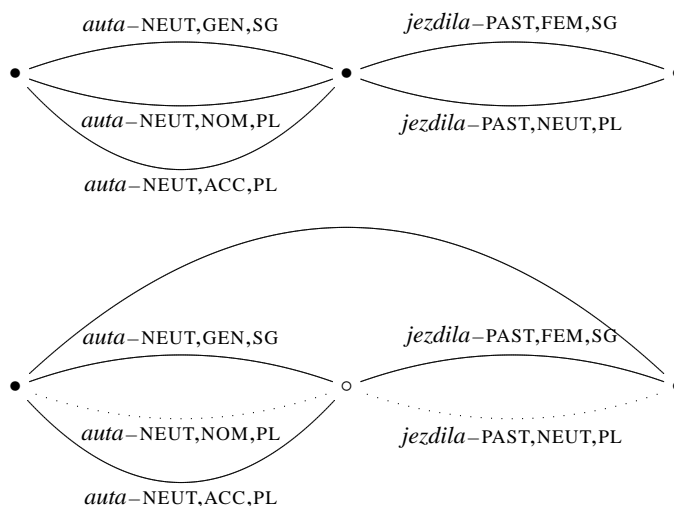 auta–NEUT,GEN,SG jezdila–PAST,FEM,SG
auta–NEUT,NOM,PL jezdila–PAST,NEUT,PL
auta–NEUT,ACC,PL
auta–NEUT,GEN,SG jezdila–PAST,FEM,SG
auta–NEUT,NOM,PL jezdila–PAST,NEUT,PL
auta–NEUT,ACC,PL